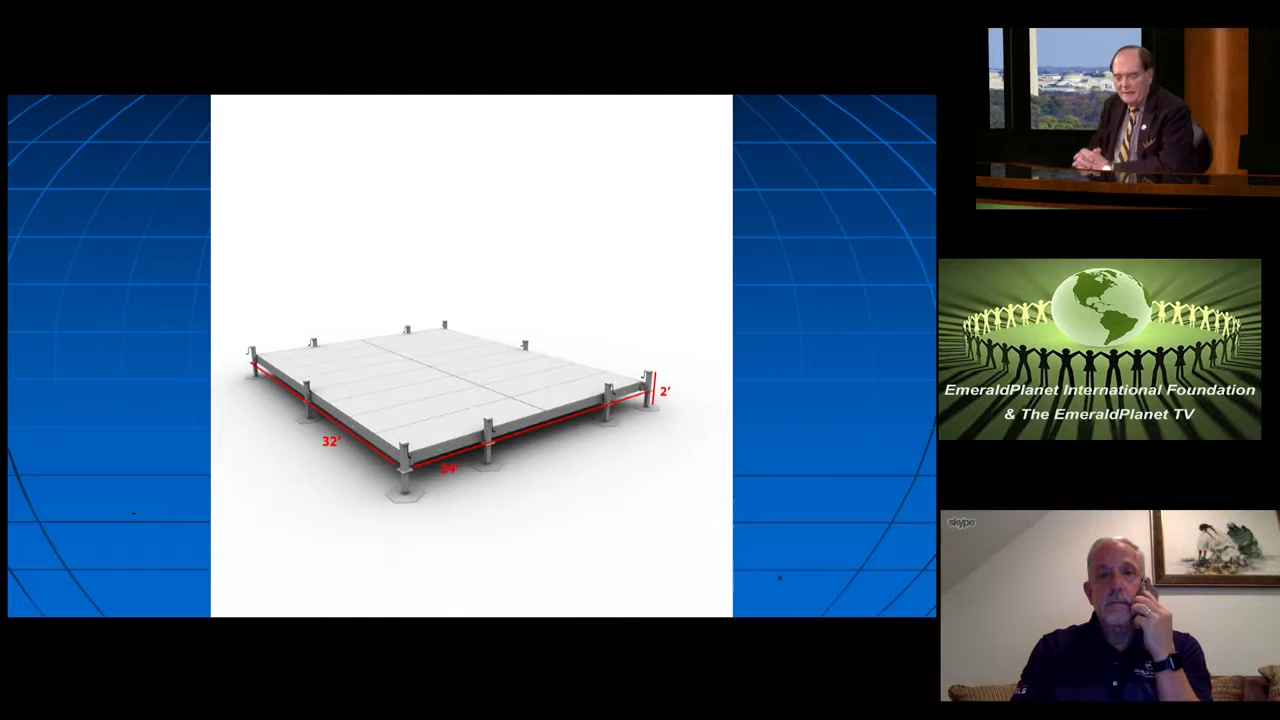 32'
24'
2'
EmeraldPlanet International Foundation
& The EmeraldPlanet TV
skype